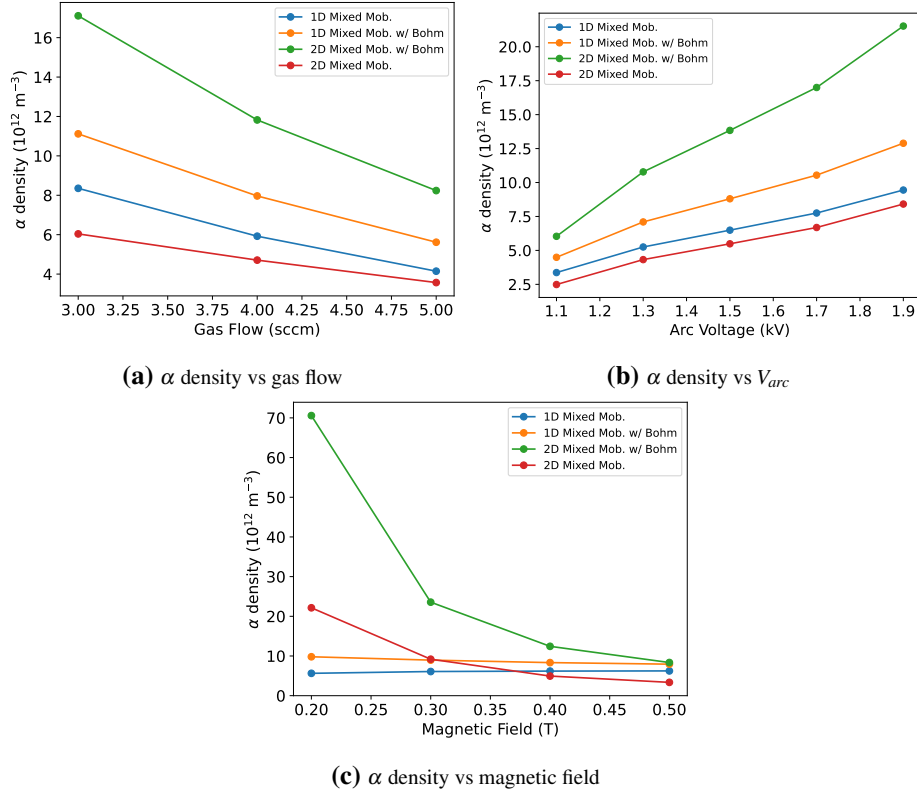 1D Mixed Mob.
1D Mixed Mob. w/ Bohm
2D Mixed Mob. w/ Bohm
2D Mixed Mob.
α density (10¹² m⁻³)
16
14
12
10
8
6
4
3.00 3.25 3.50 3.75 4.00 4.25 4.50 4.75 5.00
Gas Flow (sccm)
(a) α density vs gas flow
1D Mixed Mob.
1D Mixed Mob. w/ Bohm
2D Mixed Mob. w/ Bohm
2D Mixed Mob.
α density (10¹² m⁻³)
20.0
17.5
15.0
12.5
10.0
7.5
5.0
2.5
1.1 1.2 1.3 1.4 1.5 1.6 1.7 1.8 1.9
Arc Voltage (kV)
(b) α density vs V_arc
1D Mixed Mob.
1D Mixed Mob. w/ Bohm
2D Mixed Mob. w/ Bohm
2D Mixed Mob.
α density (10¹² m⁻³)
70
60
50
40
30
20
10
0
0.20 0.25 0.30 0.35 0.40 0.45 0.50
Magnetic Field (T)
(c) α density vs magnetic field